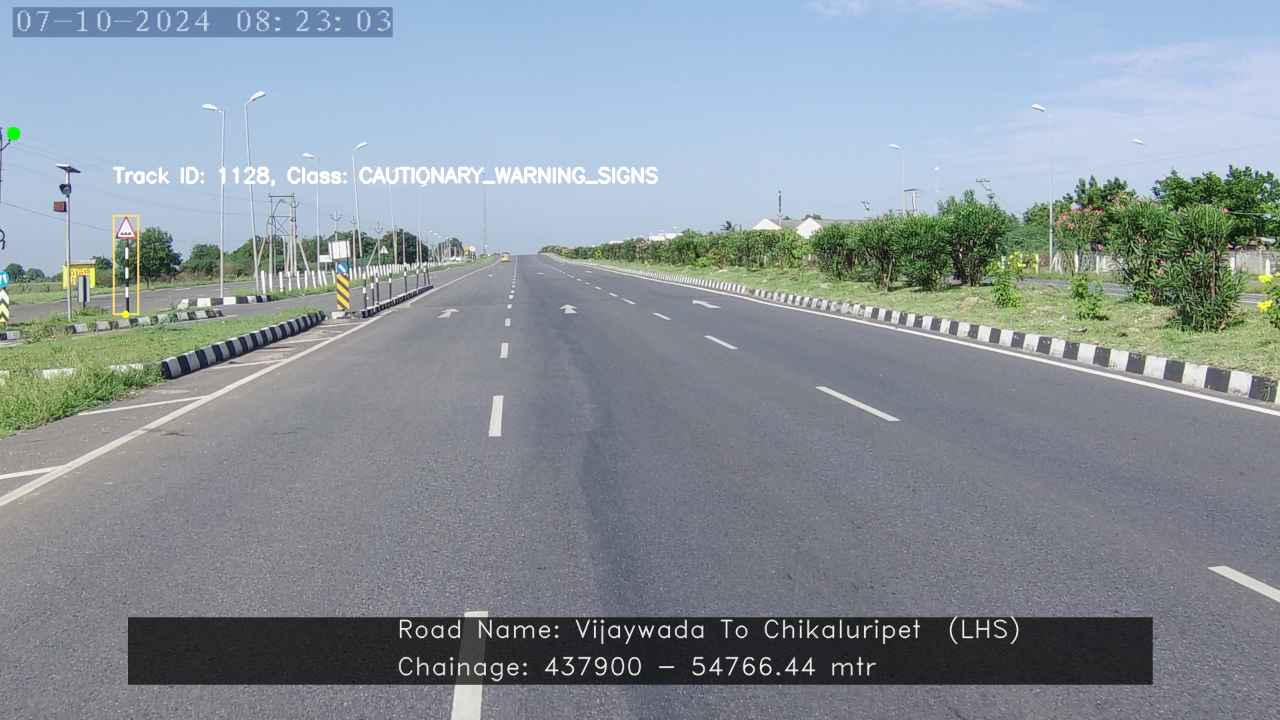 07-10-2024 08:23:03
Track ID: 1128, Class: CAUTIONARY_WARNING_SIGNS
Road Name: Vijaywada To Chikaluripet (LHS)
Chainage: 437900 - 54766.44 mtr